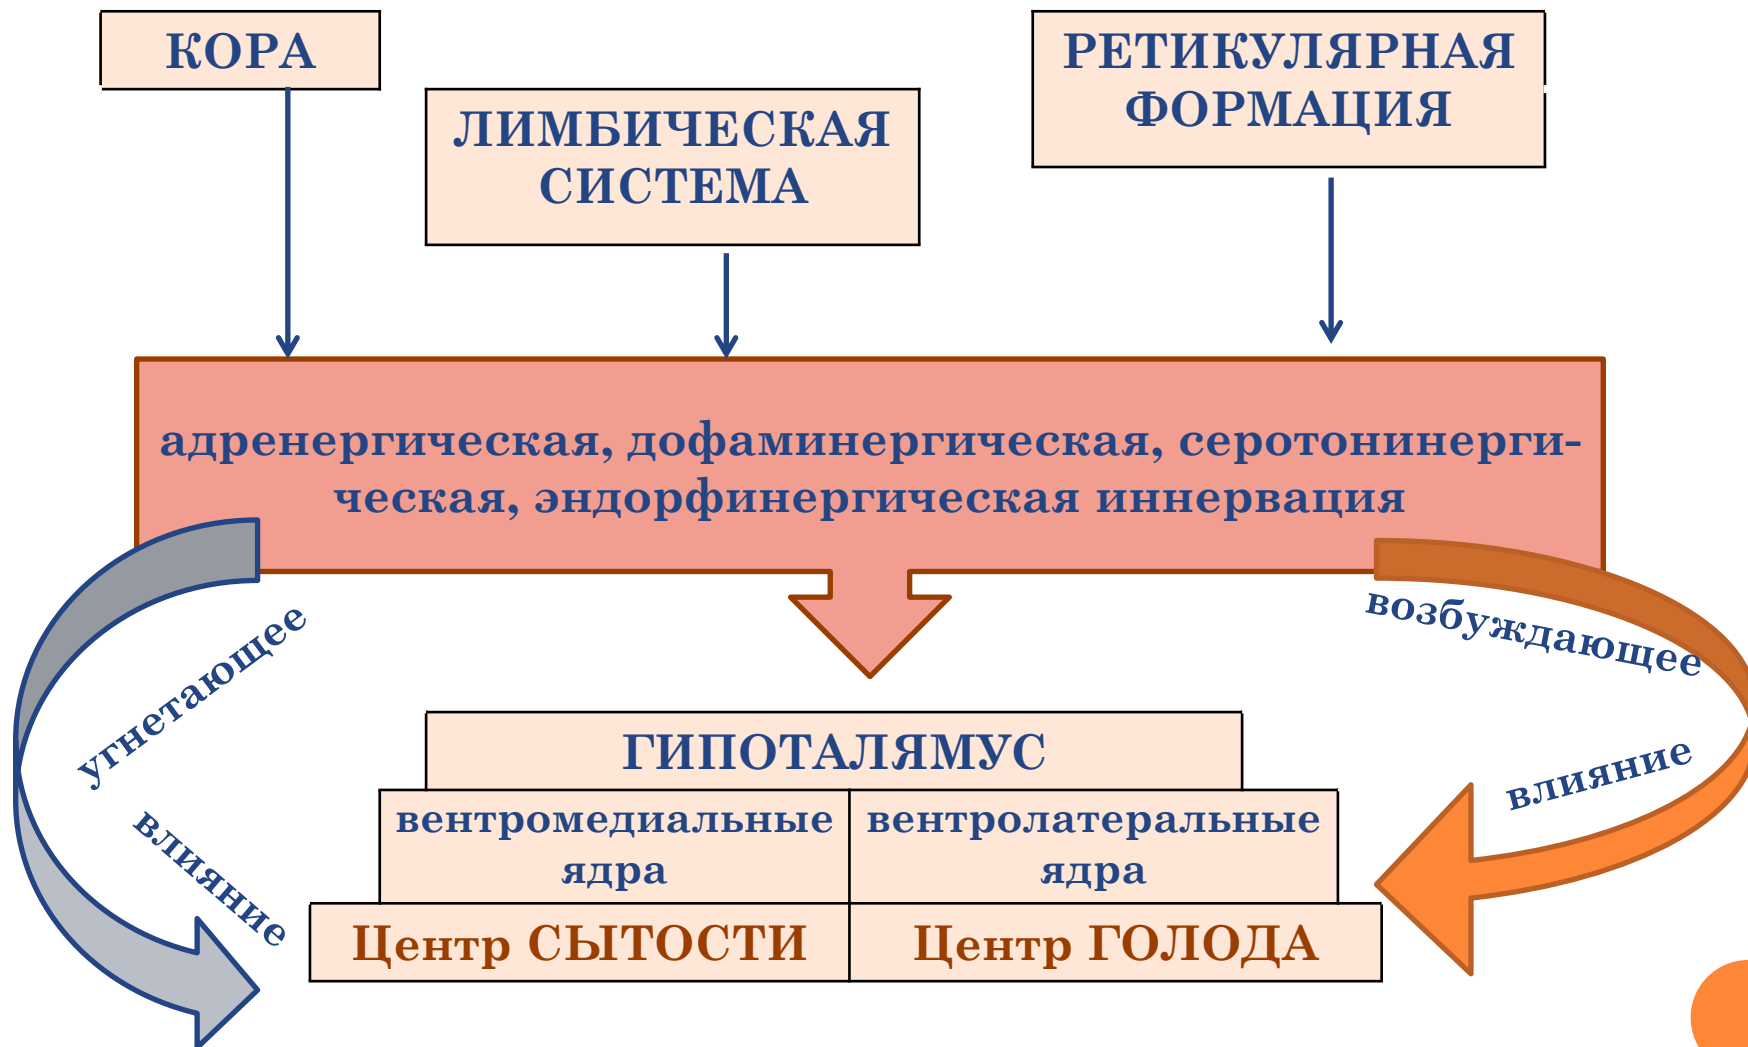 КОРА
ЛИМБИЧЕСКАЯ
СИСТЕМА
РЕТИКУЛЯРНАЯ
ФОРМАЦИЯ
адренергическая, дофаминергическая, серотонинерги-
ческая, эндорфинергическая иннервация
угнетающее
влияние
возбуждающее
влияние
ГИПОТАЛЯМУС
вентромедиальные
ядра
вентролатеральные
ядра
Центр СЫТОСТИ
Центр ГОЛОДА